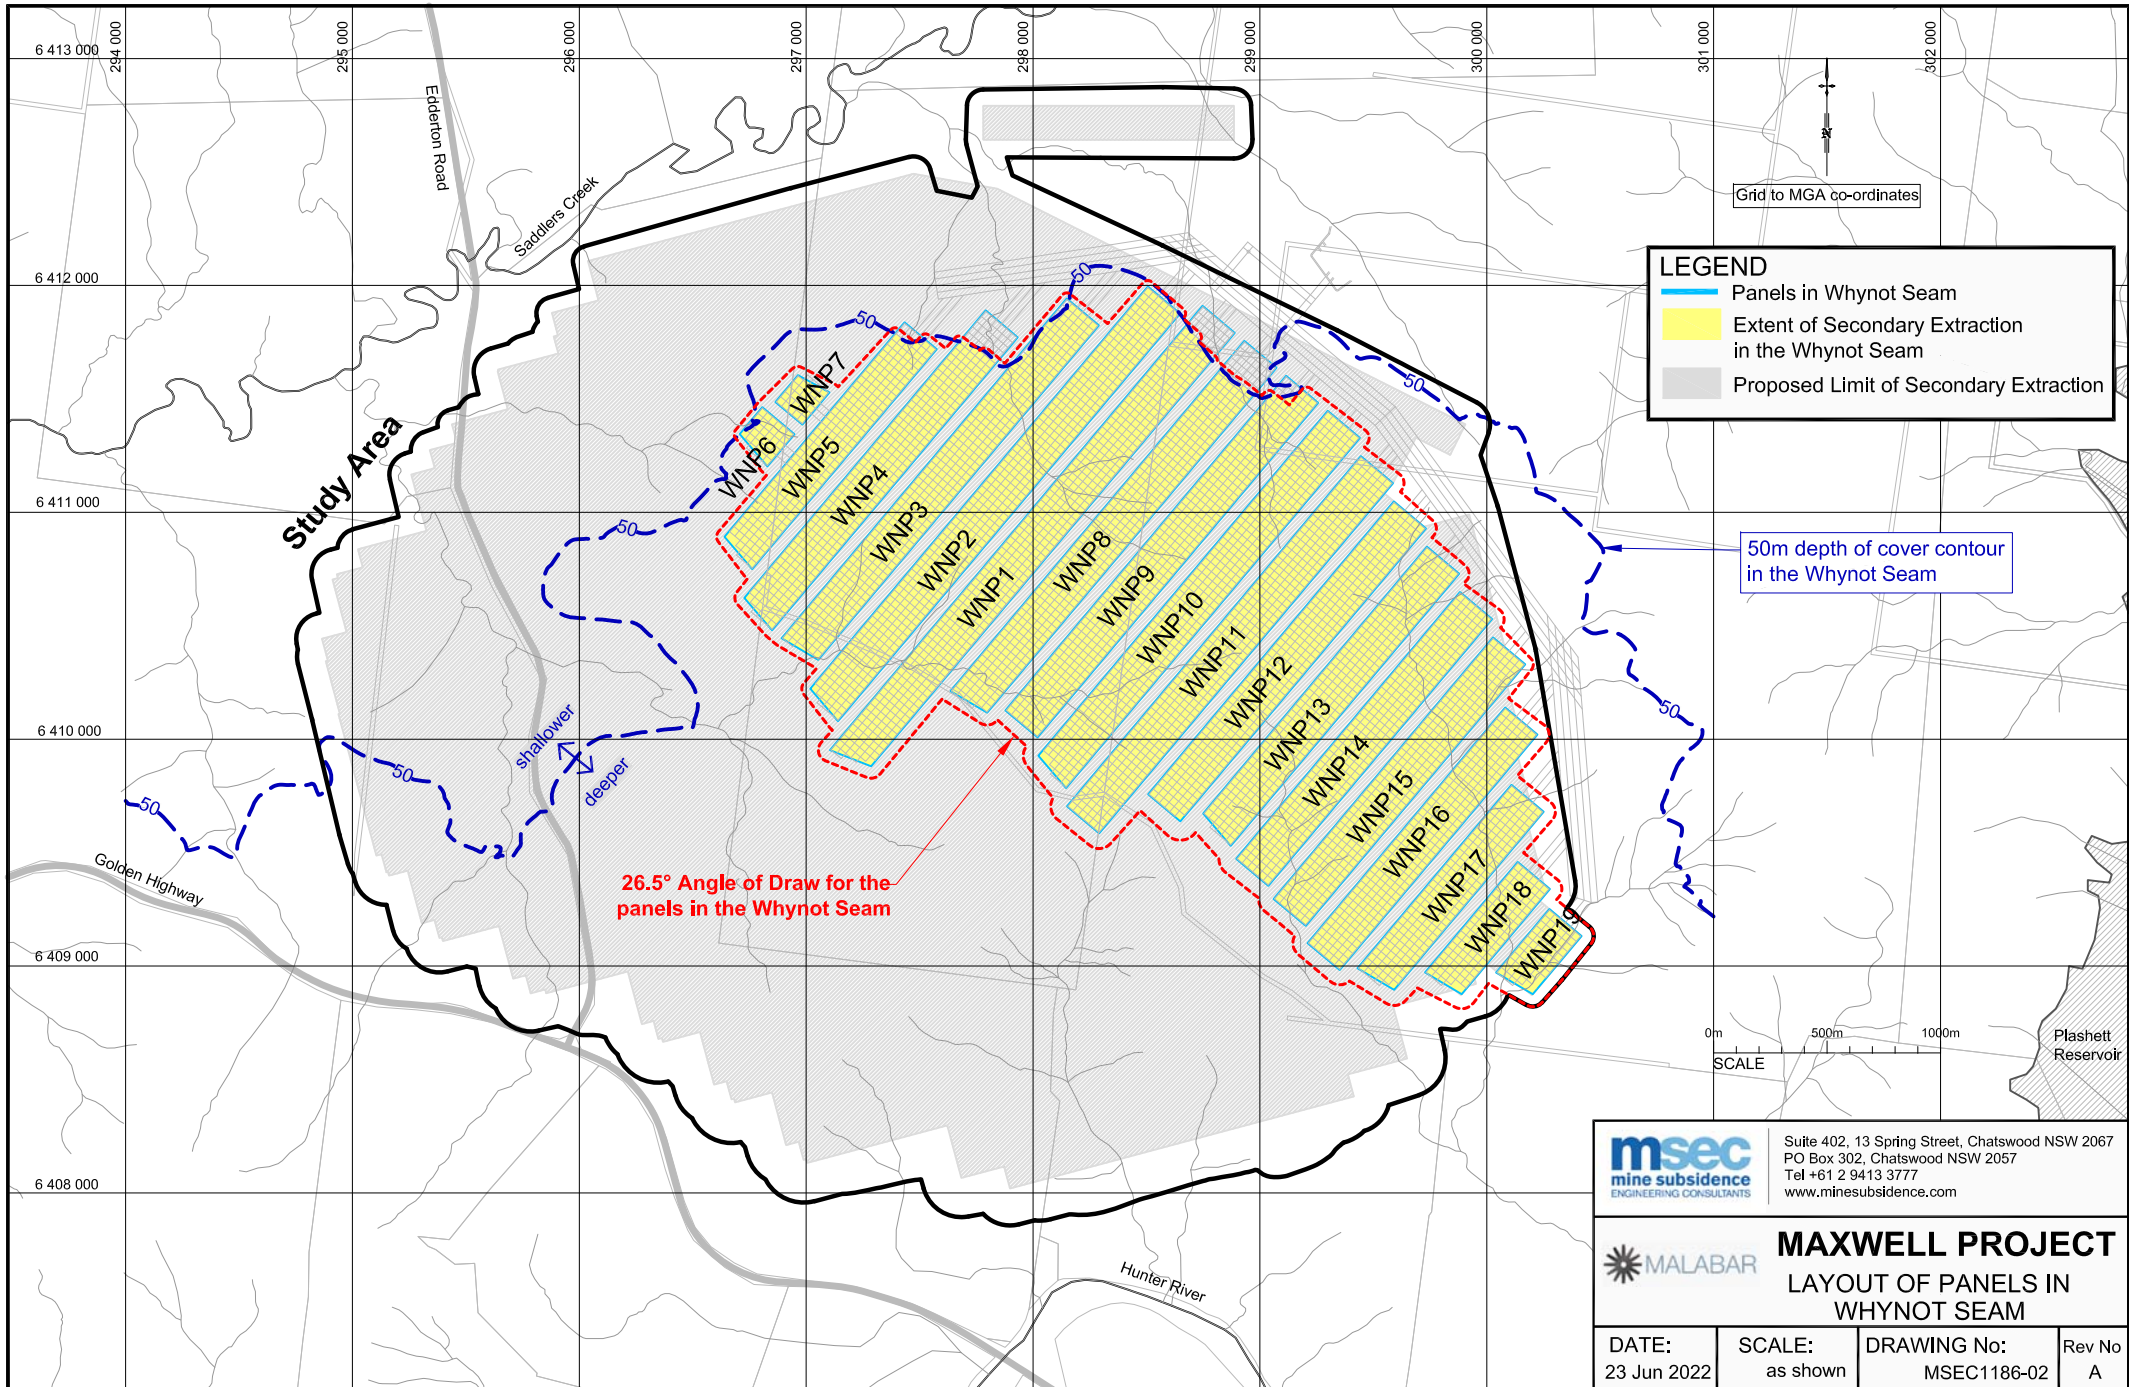 294 000
295 000
296 000
297 000
298 000
299 000
300 000
301 000
302 000
6 413 000
6 412 000
6 411 000
6 410 000
6 409 000
6 408 000
Edderton Road
Saddlers Creek
Study Area
Golden Highway
Hunter River
Plashett
Reservoir
N
Grid to MGA co-ordinates
LEGEND
Panels in Whynot Seam
Extent of Secondary Extraction
in the Whynot Seam
Proposed Limit of Secondary Extraction
50m depth of cover contour
in the Whynot Seam
26.5° Angle of Draw for the
panels in the Whynot Seam
shallower
deeper
50
50
50
50
50
50
50
WNP7
WNP6
WNP5
WNP4
WNP3
WNP2
WNP1
WNP8
WNP9
WNP10
WNP11
WNP12
WNP13
WNP14
WNP15
WNP16
WNP17
WNP18
WNP19
0m 500m 1000m
SCALE
msec
mine subsidence
ENGINEERING CONSULTANTS
Suite 402, 13 Spring Street, Chatswood NSW 2067
PO Box 302, Chatswood NSW 2057
Tel +61 2 9413 3777
www.minesubsidence.com
MALABAR
MAXWELL PROJECT
LAYOUT OF PANELS IN
WHYNOT SEAM
DATE:
23 Jun 2022
SCALE:
as shown
DRAWING No:
MSEC1186-02
Rev No
A